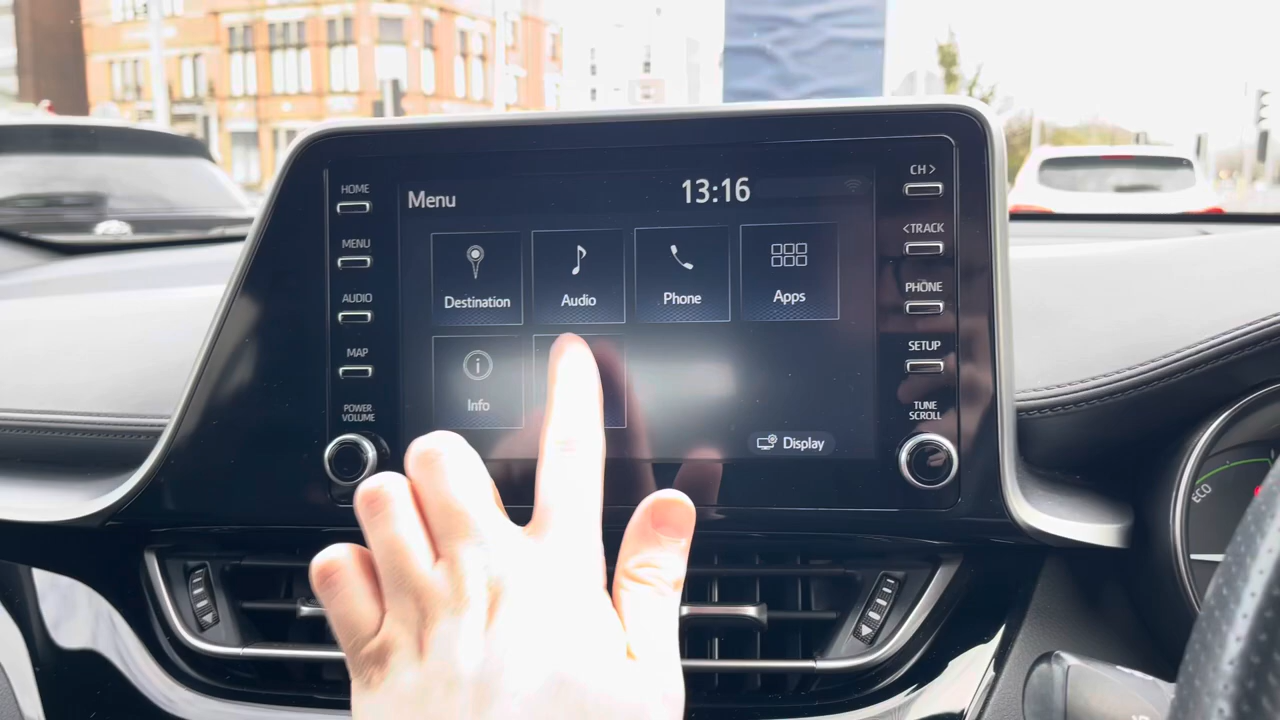 HOME
MENU
AUDIO
MAP
POWER
VOLUME
Menu
13:16
Destination
Audio
Phone
Apps
Info
Display
CH >
< TRACK
PHONE
SETUP
TUNE
SCROLL
ECO